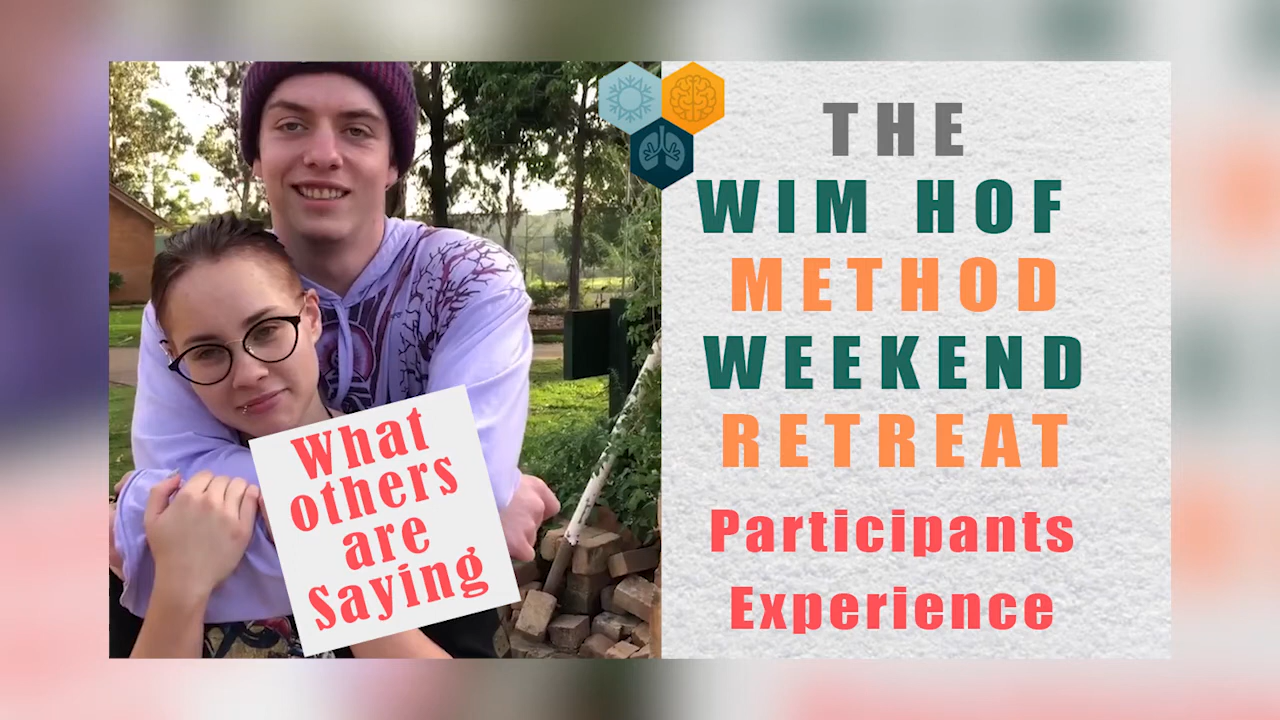 What
others
are
Saying
THE
WIM HOF
METHOD
WEEKEND
RETREAT
Participants
Experience